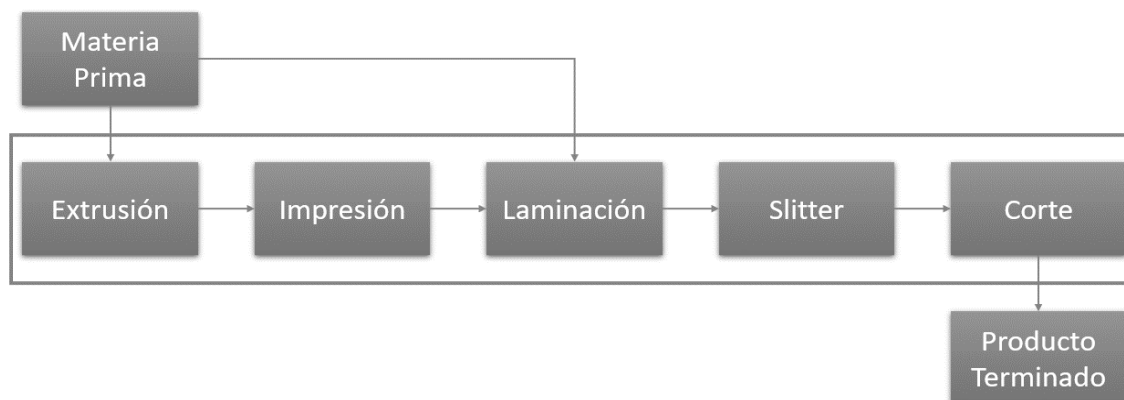 Materia
Prima
Extrusión
Impresión
Laminación
Slitter
Corte
Producto
Terminado